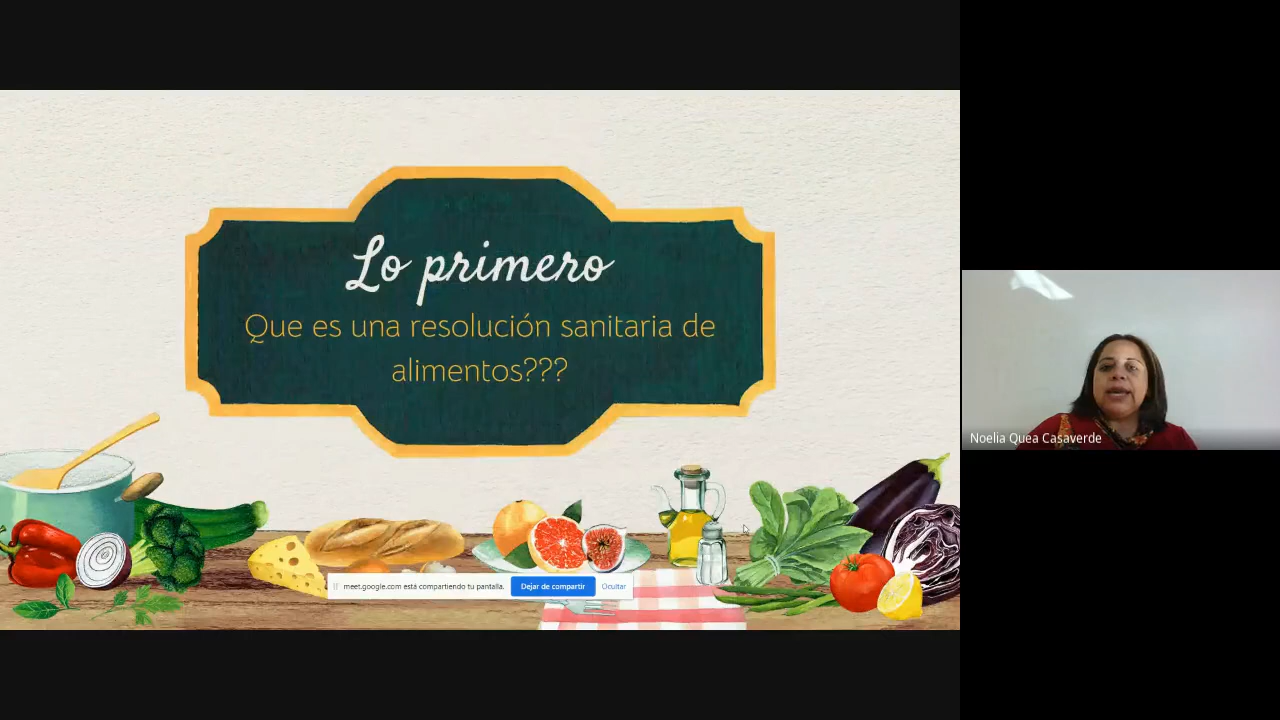 Lo primero
Que es una resolución sanitaria de
alimentos???
meet.google.com está compartiendo tu pantalla.
Dejar de compartir
Ocultar
Noelia Quea Casaverde